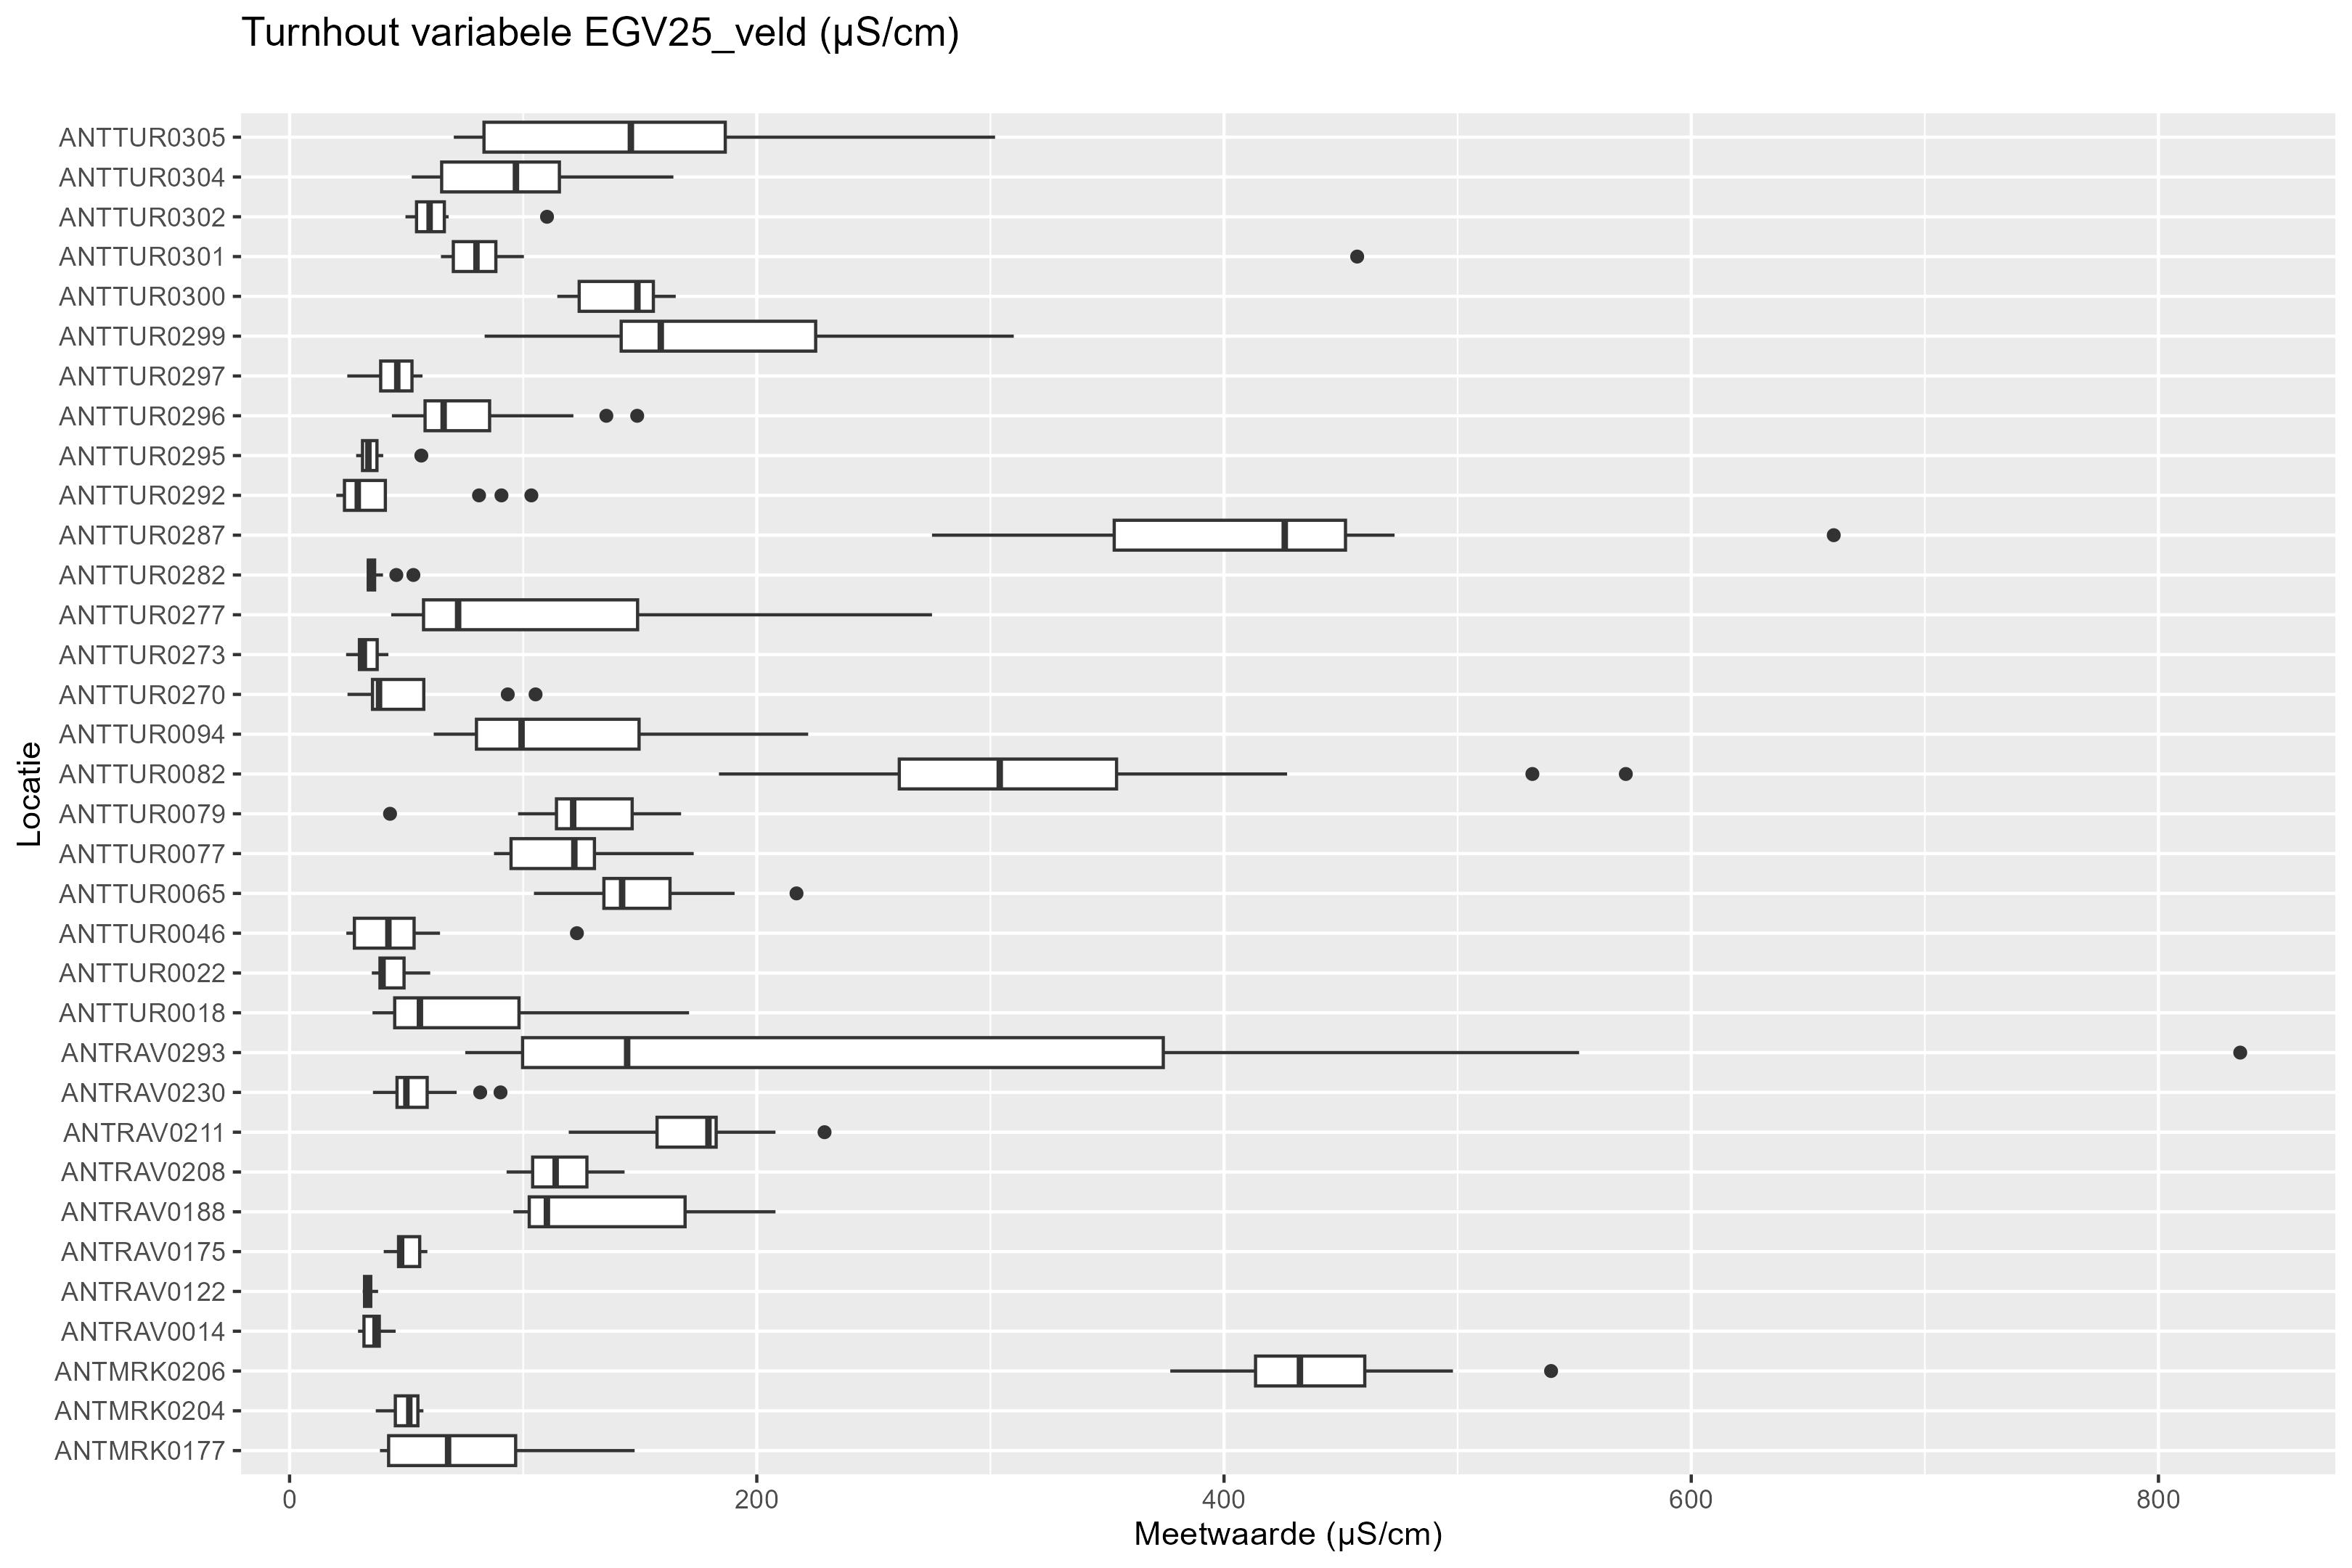 Turnhout variabele EGV25_veld (µS/cm)
ANTTUR0305
ANTTUR0304
ANTTUR0302
ANTTUR0301
ANTTUR0300
ANTTUR0299
ANTTUR0297
ANTTUR0296
ANTTUR0295
ANTTUR0292
ANTTUR0287
ANTTUR0282
ANTTUR0277
ANTTUR0273
ANTTUR0270
ANTTUR0094
ANTTUR0082
ANTTUR0079
ANTTUR0077
ANTTUR0065
ANTTUR0046
ANTTUR0022
ANTTUR0018
ANTRAV0293
ANTRAV0230
ANTRAV0211
ANTRAV0208
ANTRAV0188
ANTRAV0175
ANTRAV0122
ANTRAV0014
ANTMRK0206
ANTMRK0204
ANTMRK0177
Locatie
0 200 400 600 800
Meetwaarde (µS/cm)